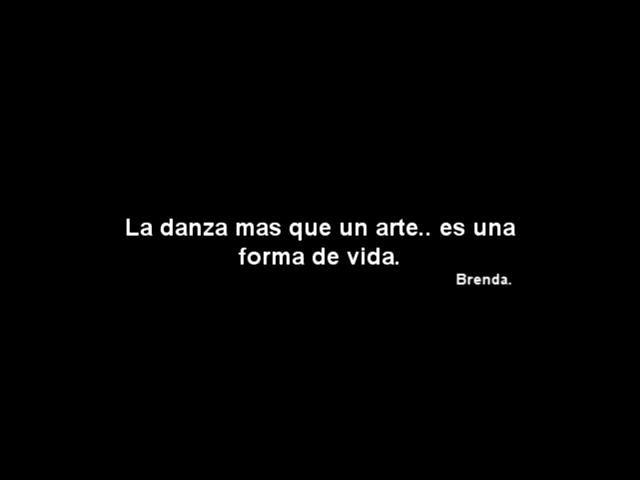 La danza mas que un arte.. es una
forma de vida.
Brenda.